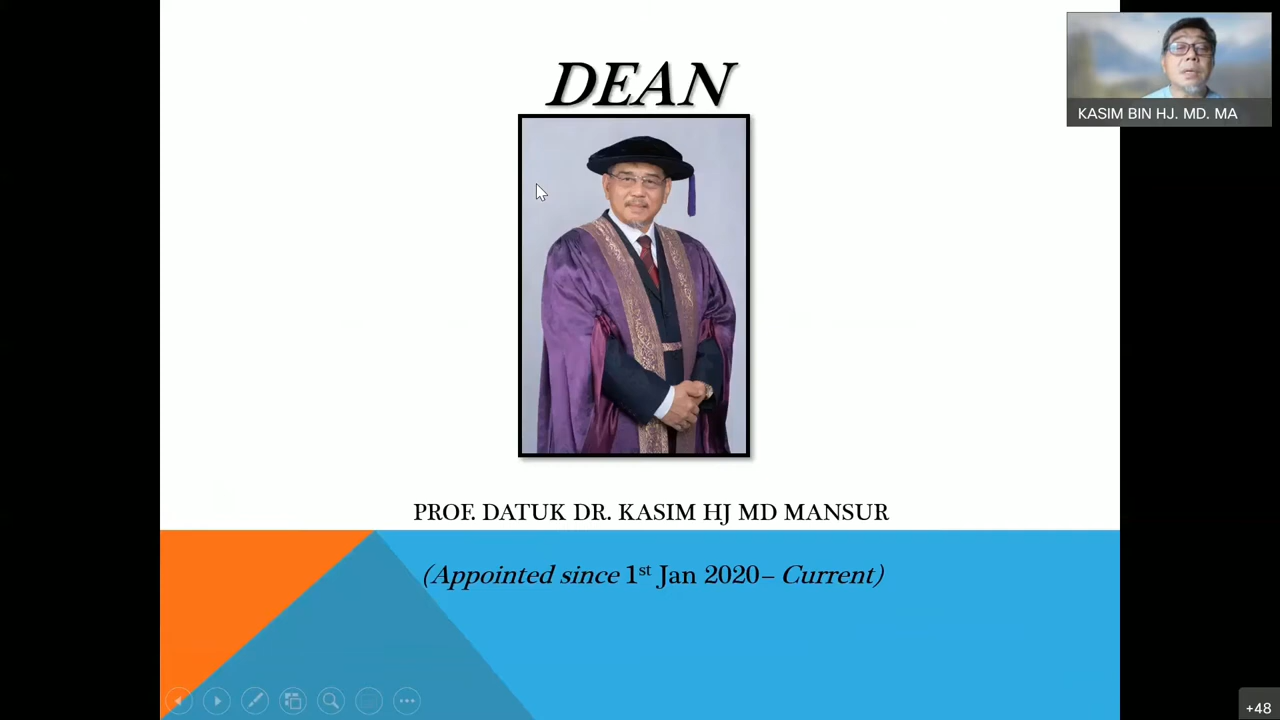 DEAN
KASIM BIN HJ. MD. MA
PROF. DATUK DR. KASIM HJ MD MANSUR
(Appointed since 1st Jan 2020– Current)
+48